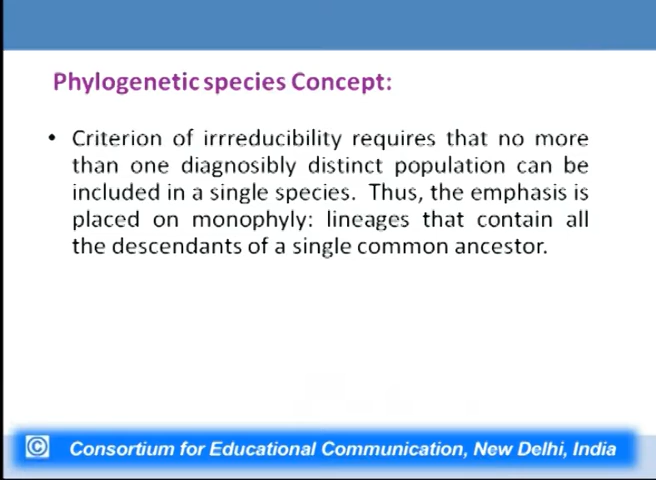 Phylogenetic species Concept:
• Criterion of irrreducibility requires that no more
than one diagnosibly distinct population can be
included in a single species. Thus, the emphasis is
placed on monophyly: lineages that contain all
the descendants of a single common ancestor.
© Consortium for Educational Communication, New Delhi, India